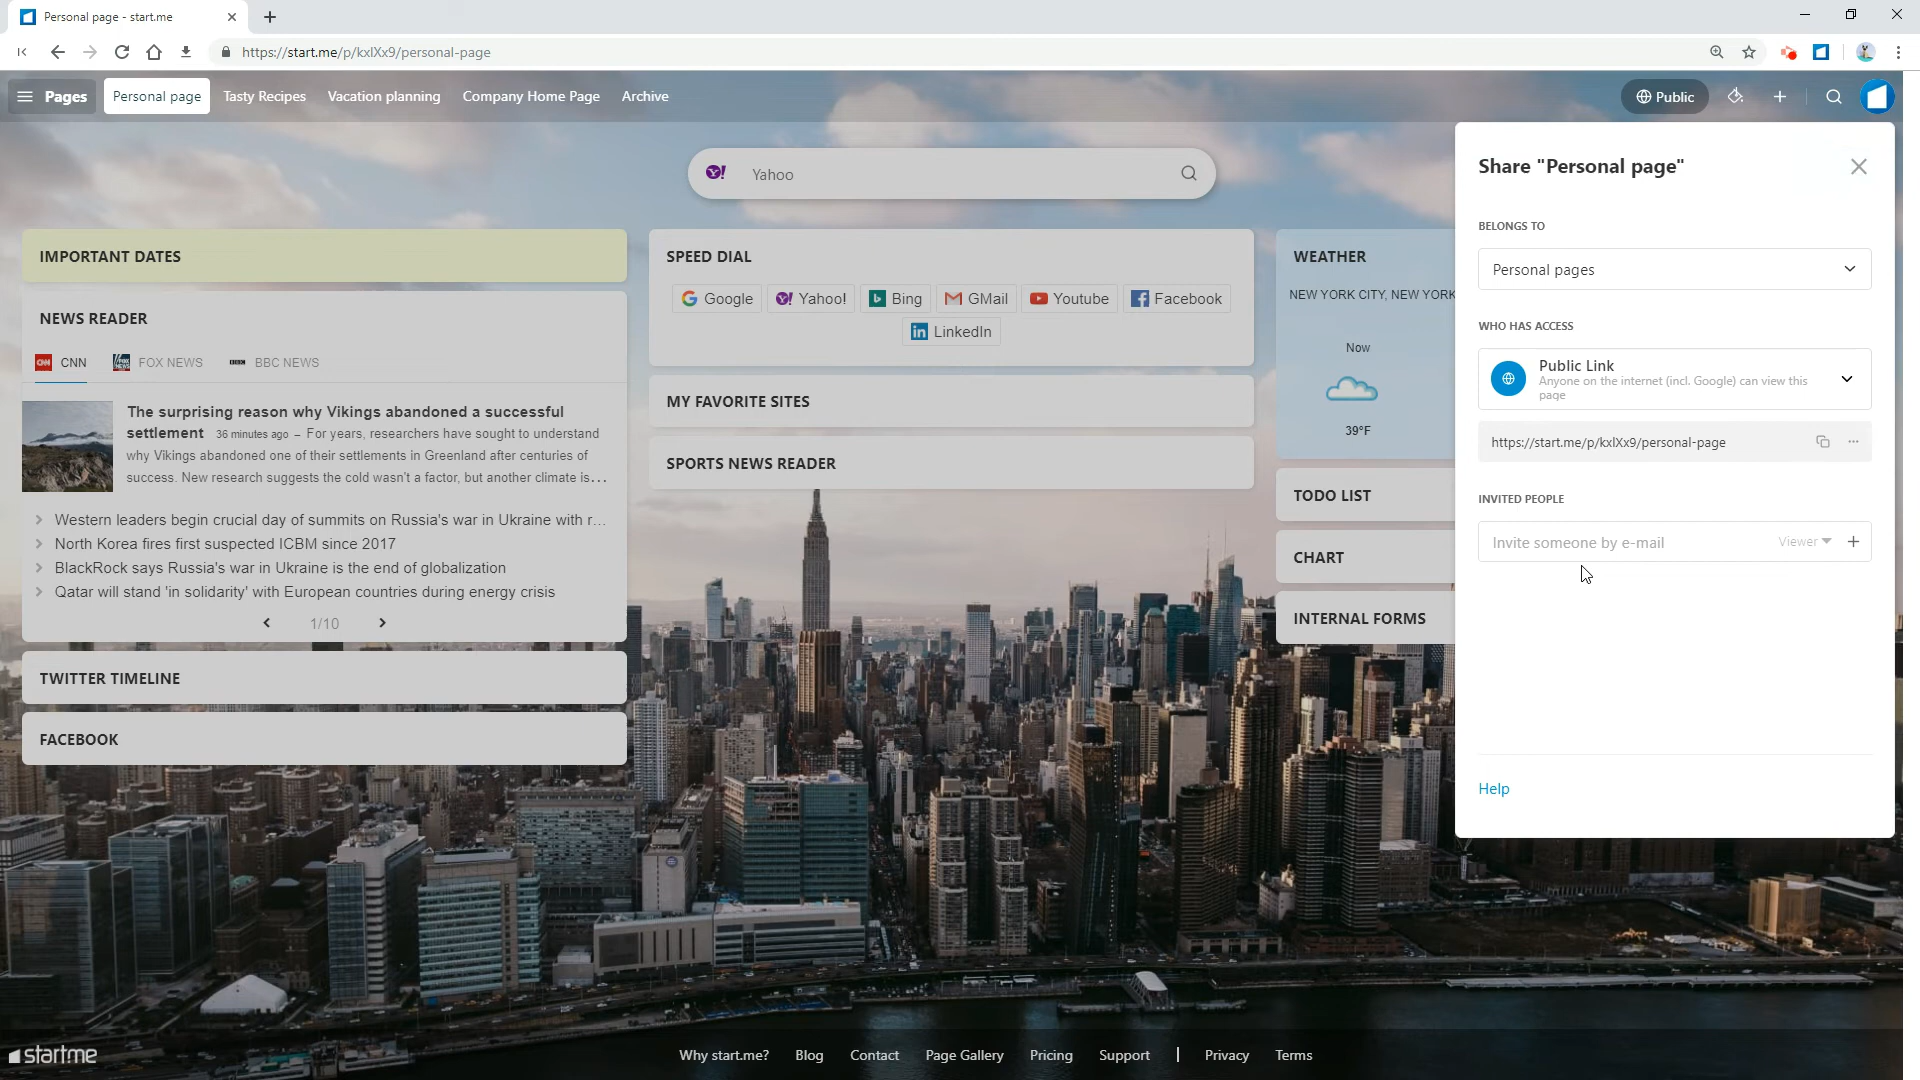 Personal page - start.me
https://start.me/p/kxlXx9/personal-page
Pages
Personal page
Tasty Recipes
Vacation planning
Company Home Page
Archive
Public
Yahoo
IMPORTANT DATES
NEWS READER
CNN
FOX NEWS
BBC NEWS
The surprising reason why Vikings abandoned a successful
settlement 36 minutes ago – For years, researchers have sought to understand
why Vikings abandoned one of their settlements in Greenland after centuries of
success. New research suggests the cold wasn't a factor, but another climate is...
Western leaders begin crucial day of summits on Russia's war in Ukraine with r...
North Korea fires first suspected ICBM since 2017
BlackRock says Russia's war in Ukraine is the end of globalization
Qatar will stand 'in solidarity' with European countries during energy crisis
1/10
TWITTER TIMELINE
FACEBOOK
SPEED DIAL
Google
Yahoo!
Bing
GMail
Youtube
Facebook
LinkedIn
MY FAVORITE SITES
SPORTS NEWS READER
WEATHER
NEW YORK CITY, NEW YORK
Now
39°F
TODO LIST
CHART
INTERNAL FORMS
Share "Personal page"
BELONGS TO
Personal pages
WHO HAS ACCESS
Public Link
Anyone on the internet (incl. Google) can view this
page
https://start.me/p/kxlXx9/personal-page
INVITED PEOPLE
Invite someone by e-mail
Viewer
Help
startme
Why start.me?
Blog
Contact
Page Gallery
Pricing
Support
|
Privacy
Terms